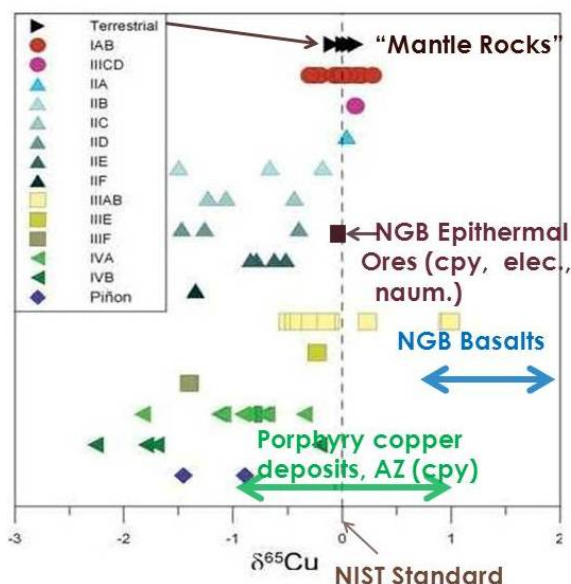 Terrestrial
IAB
IIICD
IIA
IIB
IIC
IID
IIE
IIF
IIIAB
IIIE
IIIF
IVA
IVB
Piñon
“Mantle Rocks”
NGB Epithermal
Ores (cpy, elec.,
naum.)
NGB Basalts
Porphyry copper
deposits, AZ (cpy)
-3 -2 -1 0 1 2
δ⁶⁵Cu
NIST Standard